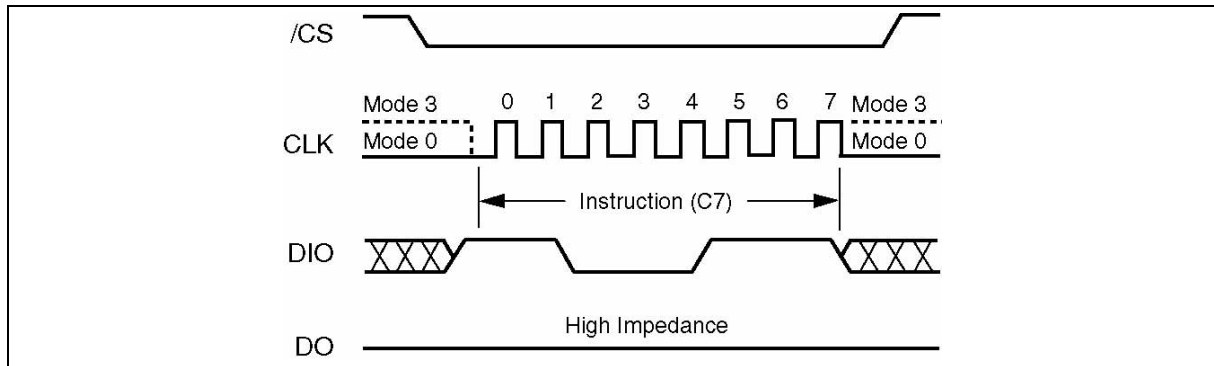 /CS
Mode 3 0 1 2 3 4 5 6 7 Mode 3
CLK Mode 0 Mode 0
Instruction (C7)
DIO
High Impedance
DO